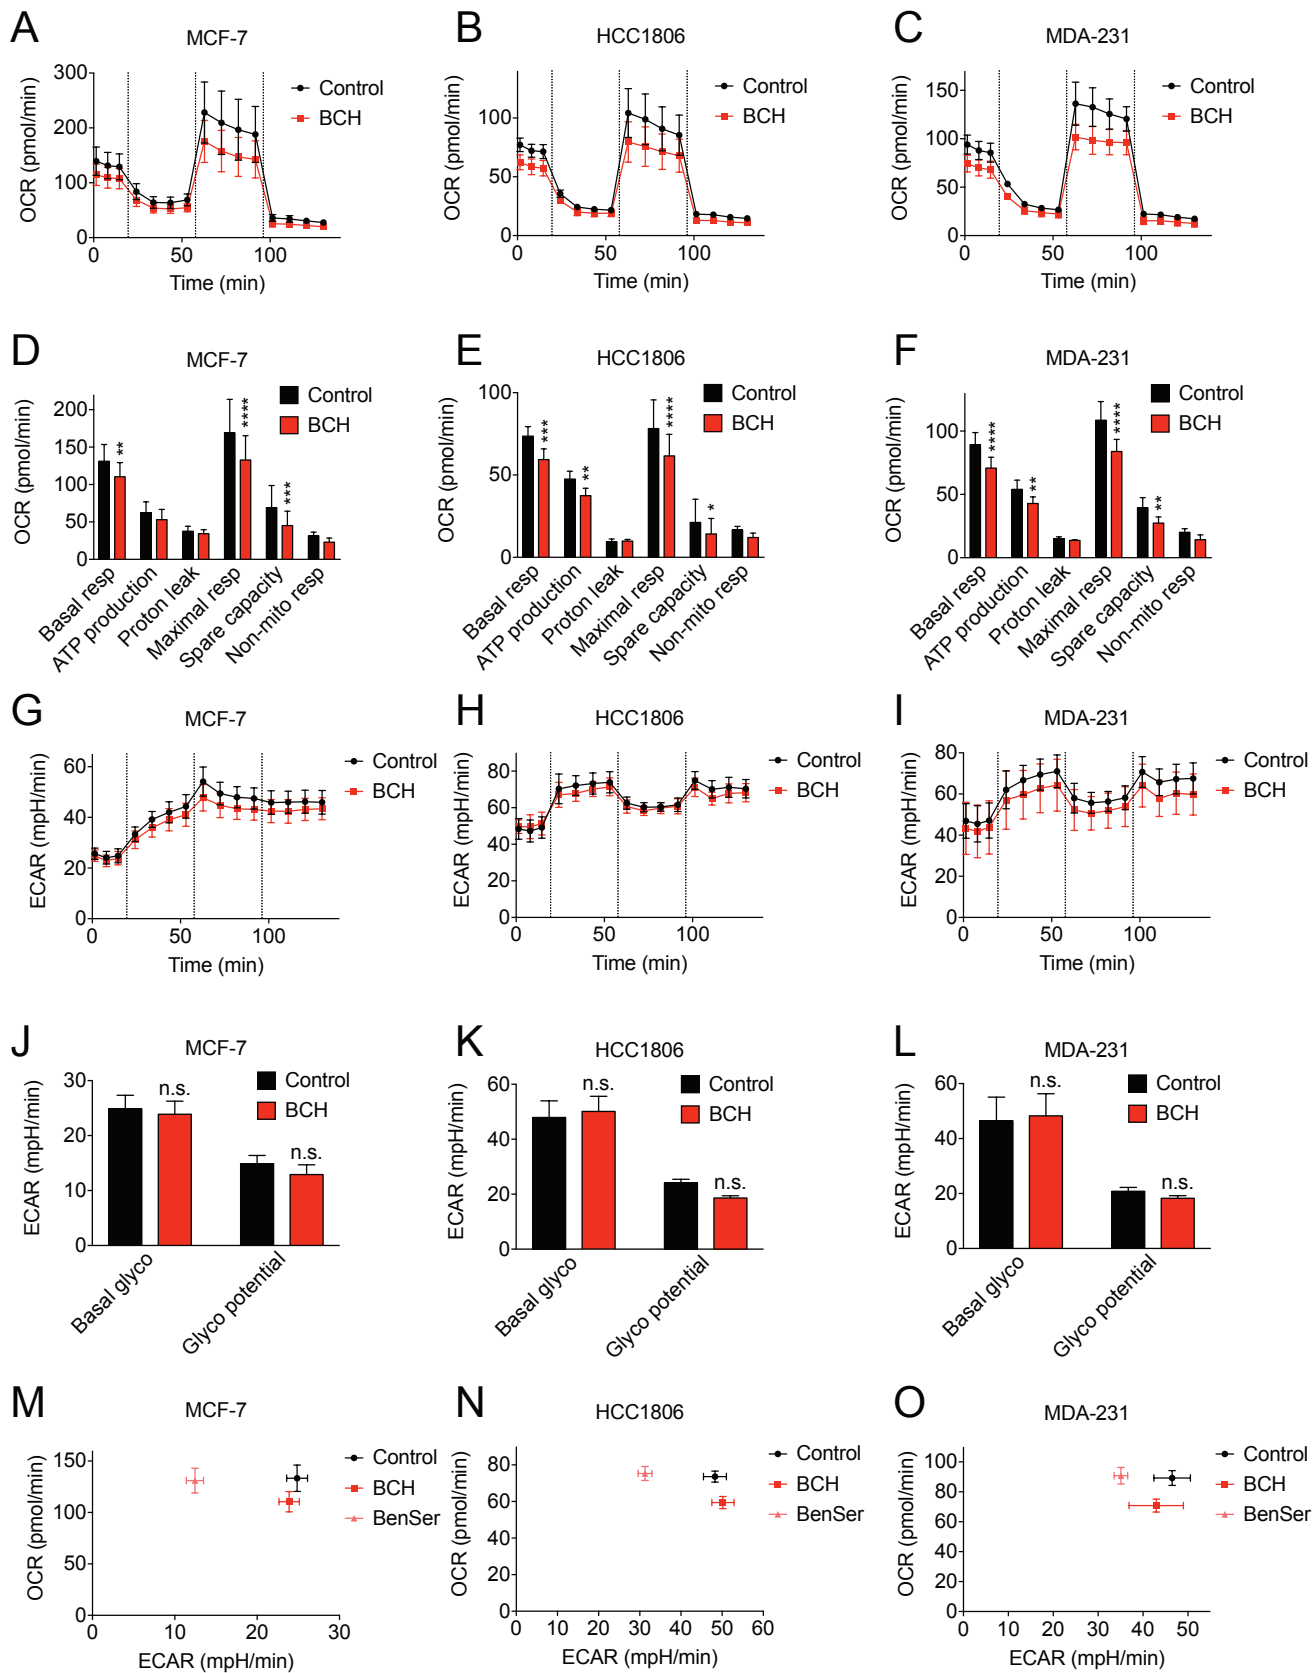 A
MCF-7
OCR (pmol/min)
300
200
100
0
0
50
100
Time (min)
Control
BCH
B
HCC1806
OCR (pmol/min)
100
50
0
0
50
100
Time (min)
Control
BCH
C
MDA-231
OCR (pmol/min)
150
100
50
0
0
50
100
Time (min)
Control
BCH
D
MCF-7
OCR (pmol/min)
200
150
100
50
0
**
****
***
Control
BCH
Basal resp
ATP production
Proton leak
Maximal resp
Spare capacity
Non-mito resp
E
HCC1806
OCR (pmol/min)
100
50
0
***
**
****
*
Control
BCH
Basal resp
ATP production
Proton leak
Maximal resp
Spare capacity
Non-mito resp
F
MDA-231
OCR (pmol/min)
100
50
0
****
**
****
**
Control
BCH
Basal resp
ATP production
Proton leak
Maximal resp
Spare capacity
Non-mito resp
G
MCF-7
ECAR (mpH/min)
60
40
20
0
0
50
100
Time (min)
Control
BCH
H
HCC1806
ECAR (mpH/min)
80
60
40
20
0
0
50
100
Time (min)
Control
BCH
I
MDA-231
ECAR (mpH/min)
80
60
40
20
0
0
50
100
Time (min)
Control
BCH
J
MCF-7
ECAR (mpH/min)
30
20
10
0
n.s.
n.s.
Control
BCH
Basal glyco
Glyco potential
K
HCC1806
ECAR (mpH/min)
60
40
20
0
n.s.
n.s.
Control
BCH
Basal glyco
Glyco potential
L
MDA-231
ECAR (mpH/min)
60
40
20
0
n.s.
n.s.
Control
BCH
Basal glyco
Glyco potential
M
MCF-7
OCR (pmol/min)
150
100
50
0
0
10
20
30
ECAR (mpH/min)
Control
BCH
BenSer
N
HCC1806
OCR (pmol/min)
80
60
40
20
0
0
10
20
30
40
50
60
ECAR (mpH/min)
Control
BCH
BenSer
O
MDA-231
OCR (pmol/min)
100
80
60
40
20
0
0
10
20
30
40
50
ECAR (mpH/min)
Control
BCH
BenSer